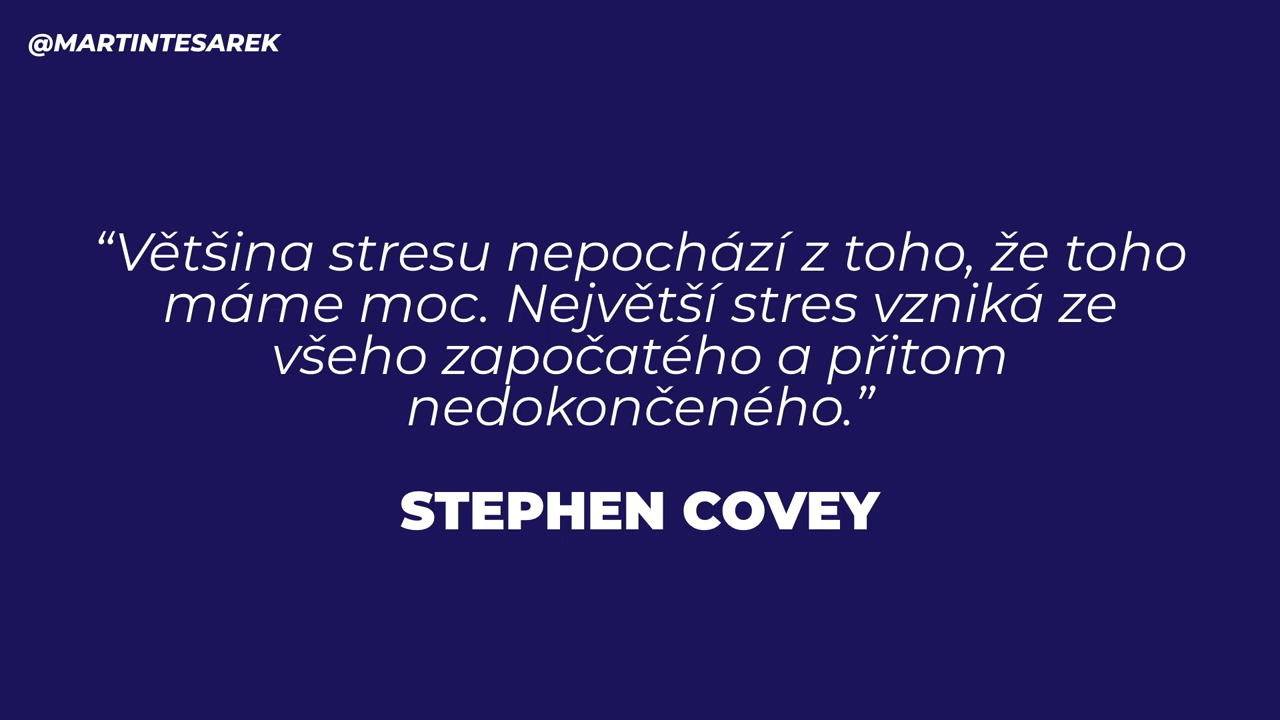 @MARTINTESAREK
“Většina stresu nepochází z toho, že toho
máme moc. Největší stres vzniká ze
všeho započatého a přitom
nedokončeného.”
STEPHEN COVEY